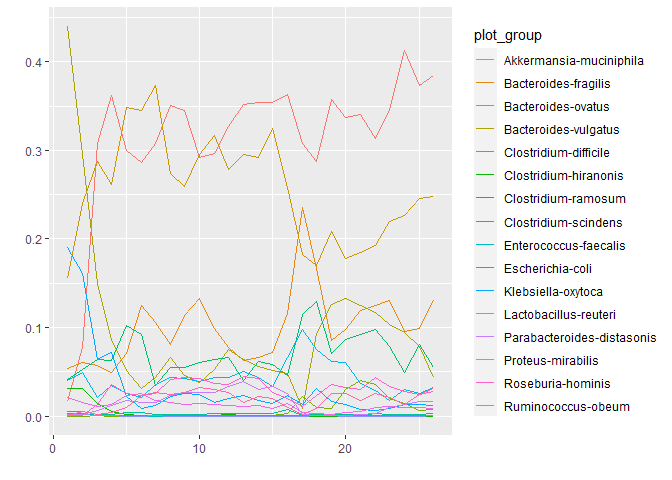 plot_group
Akkermansia-muciniphila
Bacteroides-fragilis
Bacteroides-ovatus
Bacteroides-vulgatus
Clostridium-difficile
Clostridium-hiranonis
Clostridium-ramosum
Clostridium-scindens
Enterococcus-faecalis
Escherichia-coli
Klebsiella-oxytoca
Lactobacillus-reuteri
Parabacteroides-distasonis
Proteus-mirabilis
Roseburia-hominis
Ruminococcus-obeum
0.4
0.3
0.2
0.1
0.0
0 10 20